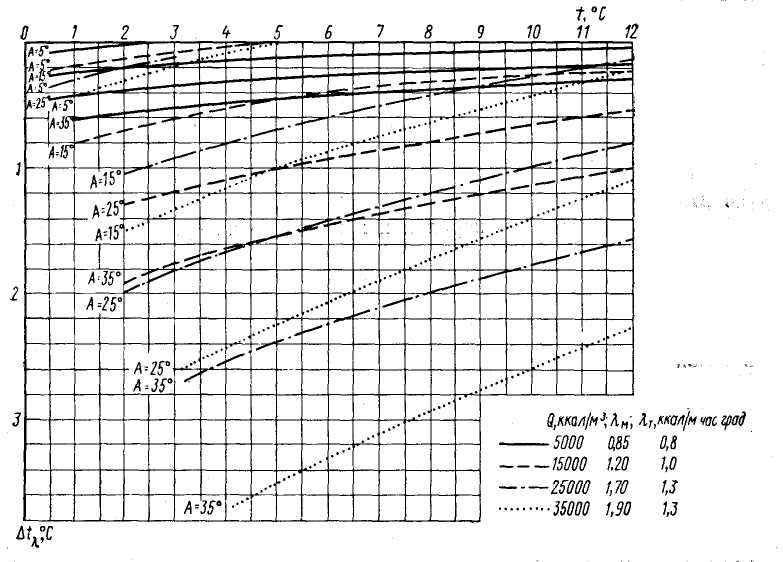 t,°C
0 1 2 3 4 5 6 7 8 9 10 11 12
A=5°
A=5°
A=15
A=5°
A=25°
A=5°
A=35°
A=15°
1
A=15°
A=25°
A=15°
A=35°
2
A=25°
A=25°
A=35°
3
Q,ккал/м³; λм; λт,ккал/м час град
5000 0,85 0,8
15000 1.20 1,0
25000 1,70 1,3
35000 1,90 1,3
A=35°
Δtλ,°C